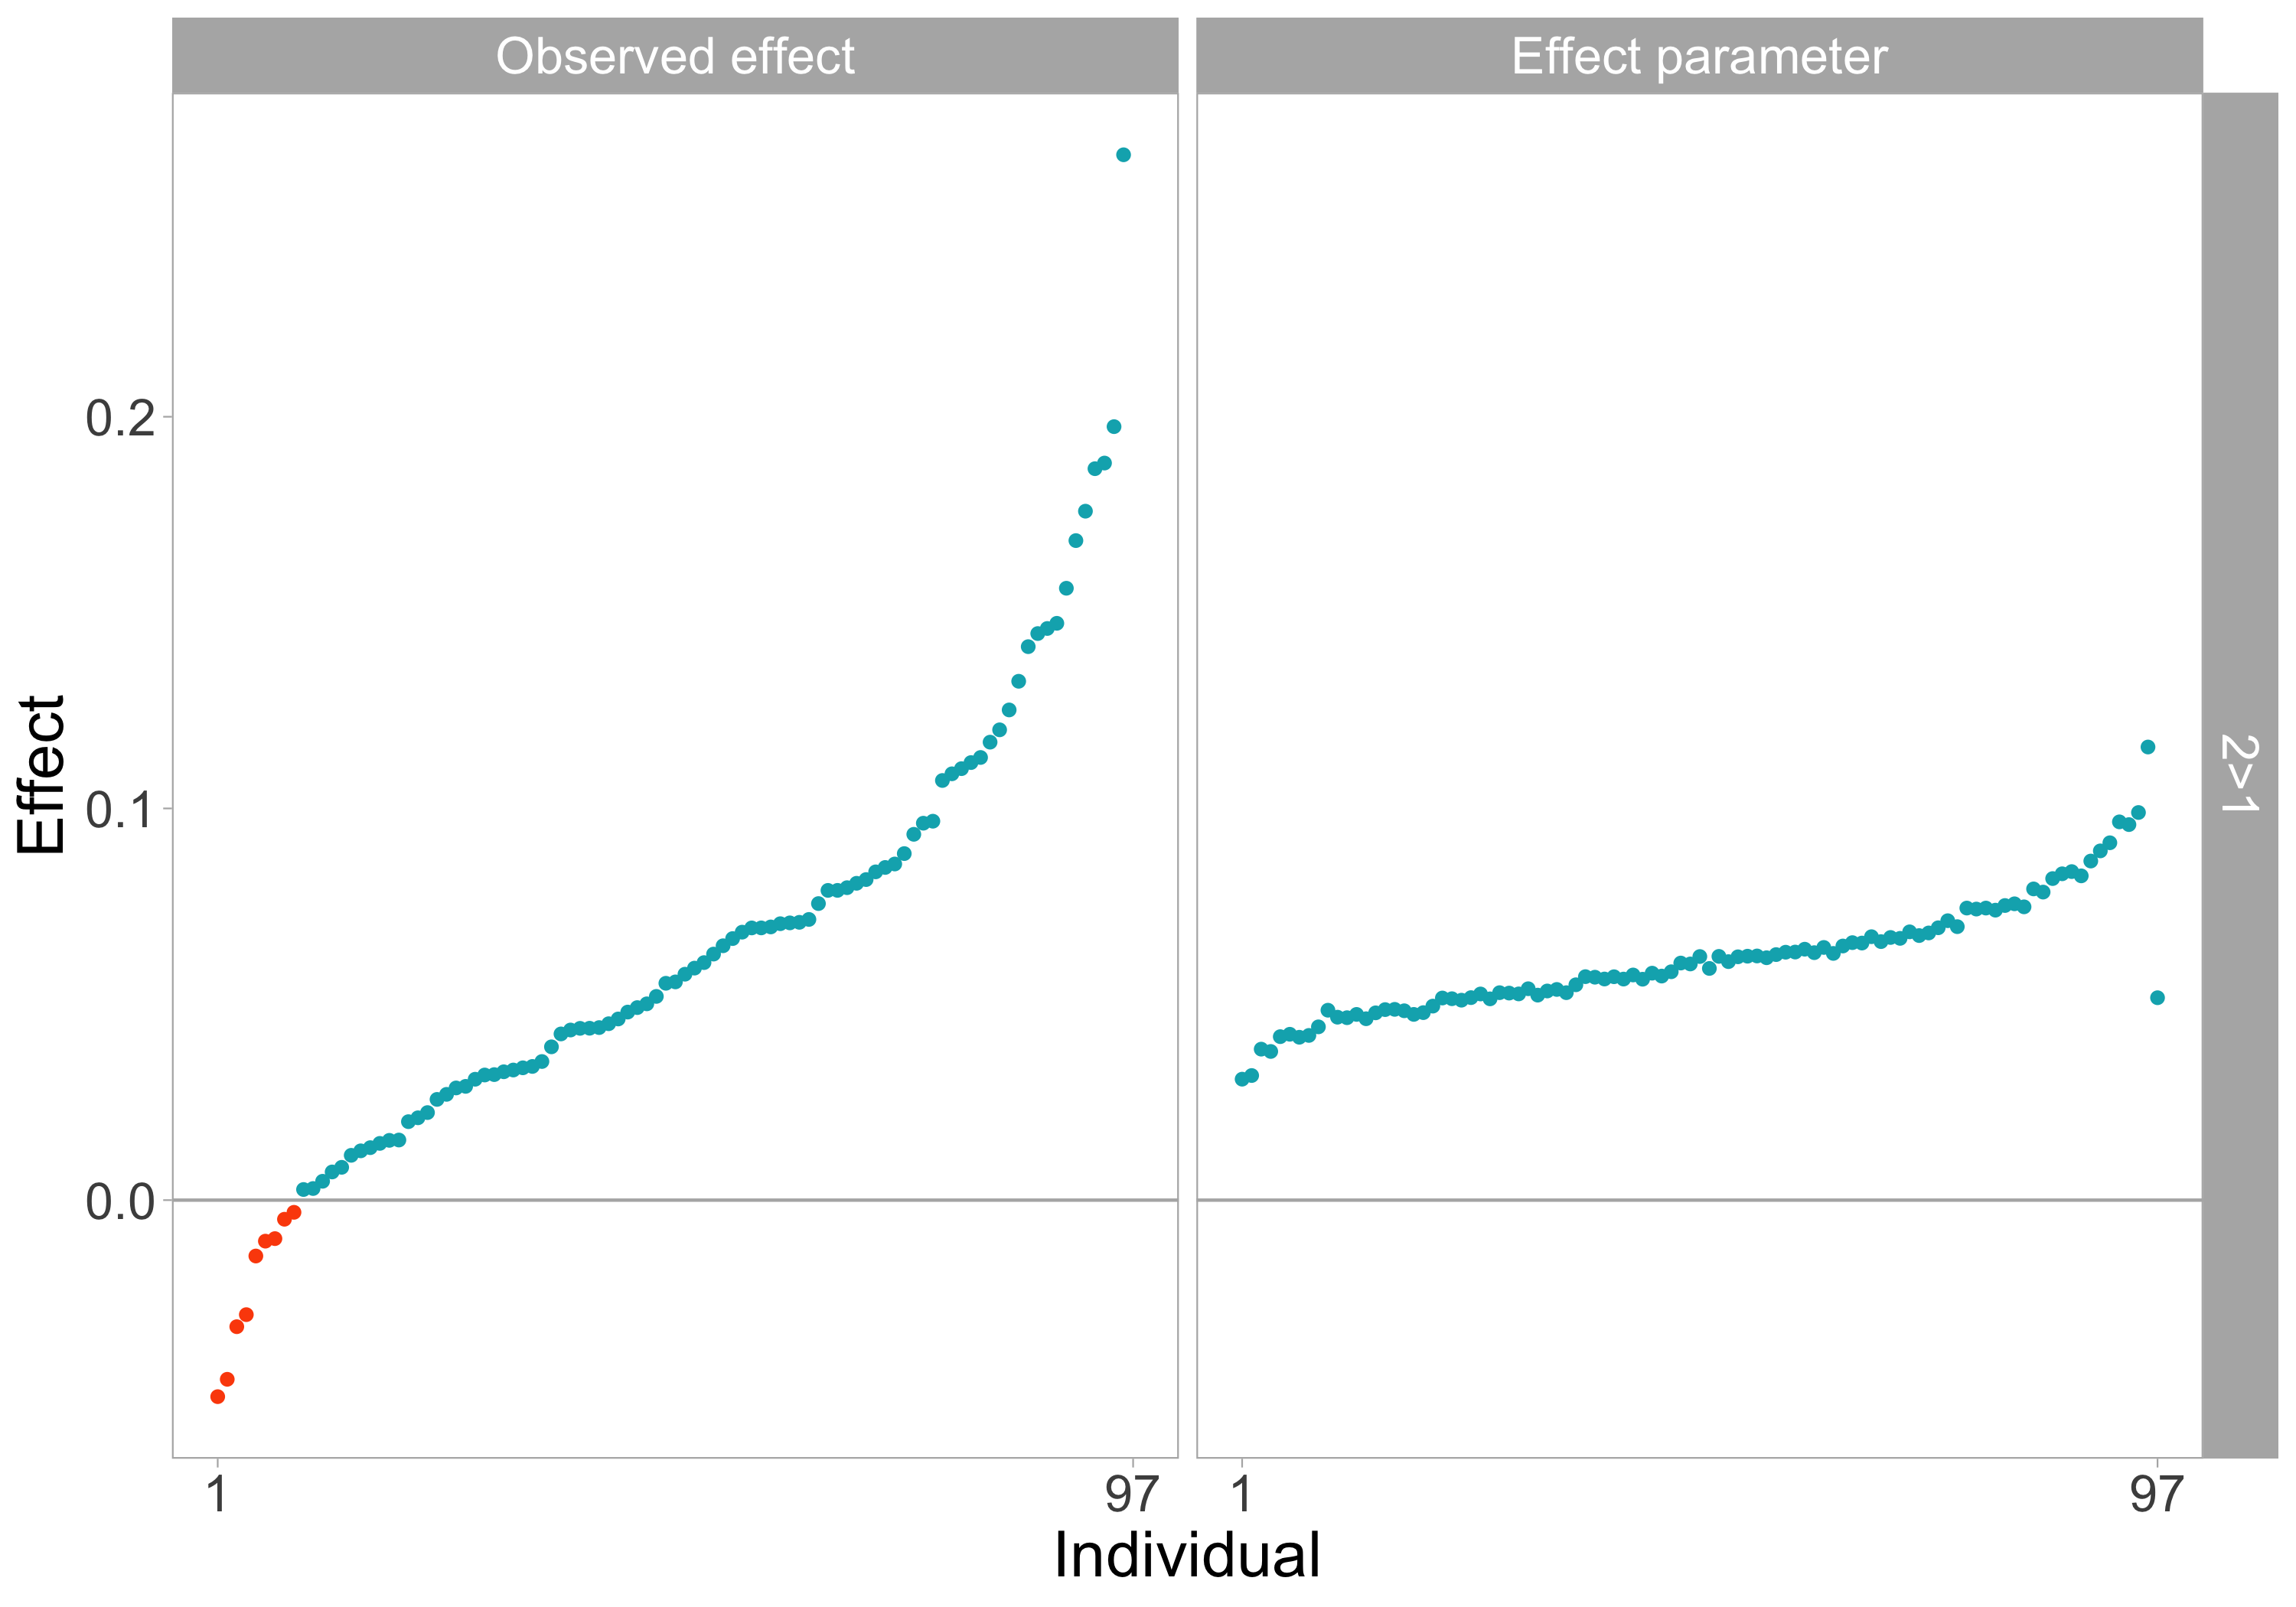 Observed effect
Effect parameter
Effect
0.2
0.1
0.0
2>1
1
97
1
97
Individual